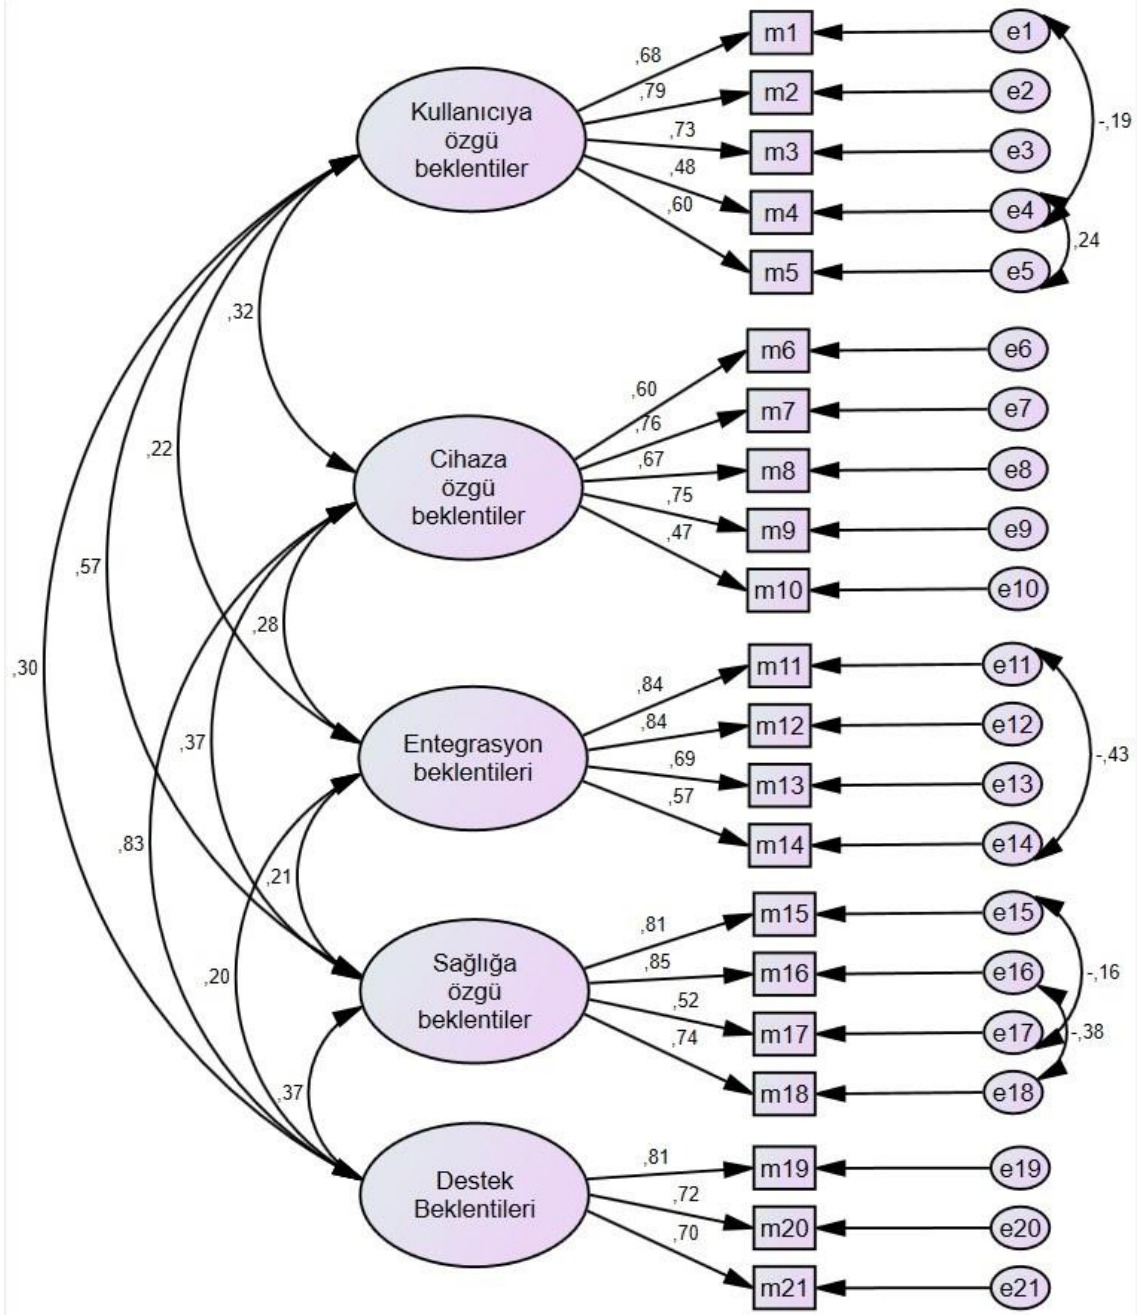 Kullanıcıya
özgü
beklentiler
,68
,79
,73
,48
,60
m1
m2
m3
m4
m5
e1
e2
e3
e4
e5
-,19
,24
,32
,22
,57
,30
Cihaza
özgü
beklentiler
,60
,76
,67
,75
,47
m6
m7
m8
m9
m10
e6
e7
e8
e9
e10
,28
,37
,83
Entegrasyon
beklentileri
,84
,84
,69
,57
m11
m12
m13
m14
e11
e12
e13
e14
-,43
,21
,20
Sağlığa
özgü
beklentiler
,81
,85
,52
,74
m15
m16
m17
m18
e15
e16
e17
e18
-,16
-,38
,37
Destek
Beklentileri
,81
,72
,70
m19
m20
m21
e19
e20
e21